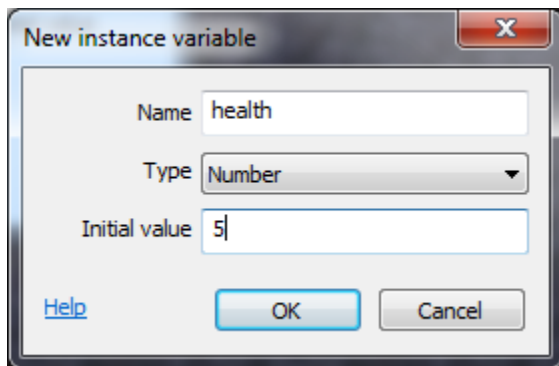 New instance variable
Name health
Type Number
Initial value 5
Help OK Cancel